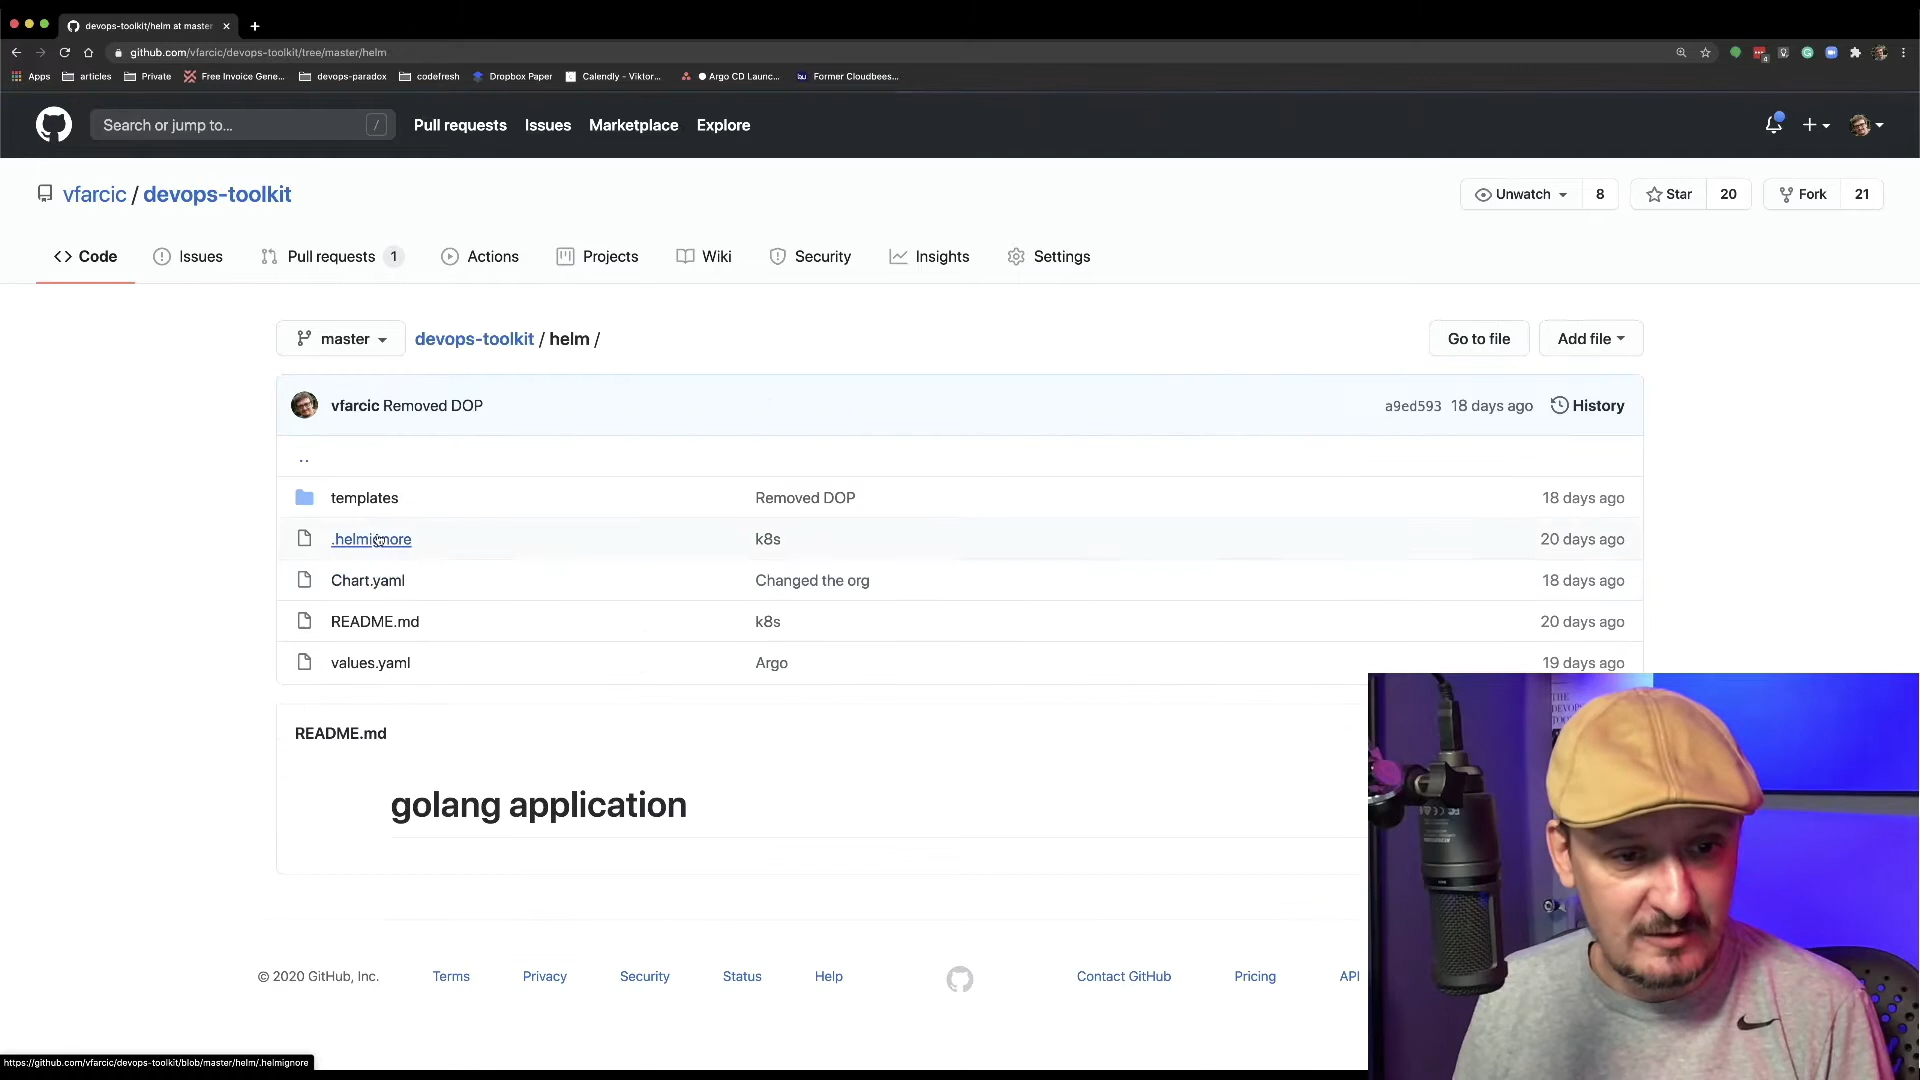 devops-toolkit/helm at master
github.com/vfarcic/devops-toolkit/tree/master/helm
Apps articles Private Free Invoice Gene... devops-paradox codefresh Dropbox Paper Calendly - Viktor... Argo CD Launc... Former Cloudbees...
Search or jump to... / Pull requests Issues Marketplace Explore
vfarcic / devops-toolkit Unwatch 8 Star 20 Fork 21
Code Issues Pull requests 1 Actions Projects Wiki Security Insights Settings
master devops-toolkit / helm / Go to file Add file
vfarcic Removed DOP a9ed593 18 days ago History
..
templates Removed DOP 18 days ago
.helmignore k8s 20 days ago
Chart.yaml Changed the org 18 days ago
README.md k8s 20 days ago
values.yaml Argo 19 days ago
README.md
golang application
© 2020 GitHub, Inc. Terms Privacy Security Status Help Contact GitHub Pricing API
https://github.com/vfarcic/devops-toolkit/blob/master/helm/.helmignore